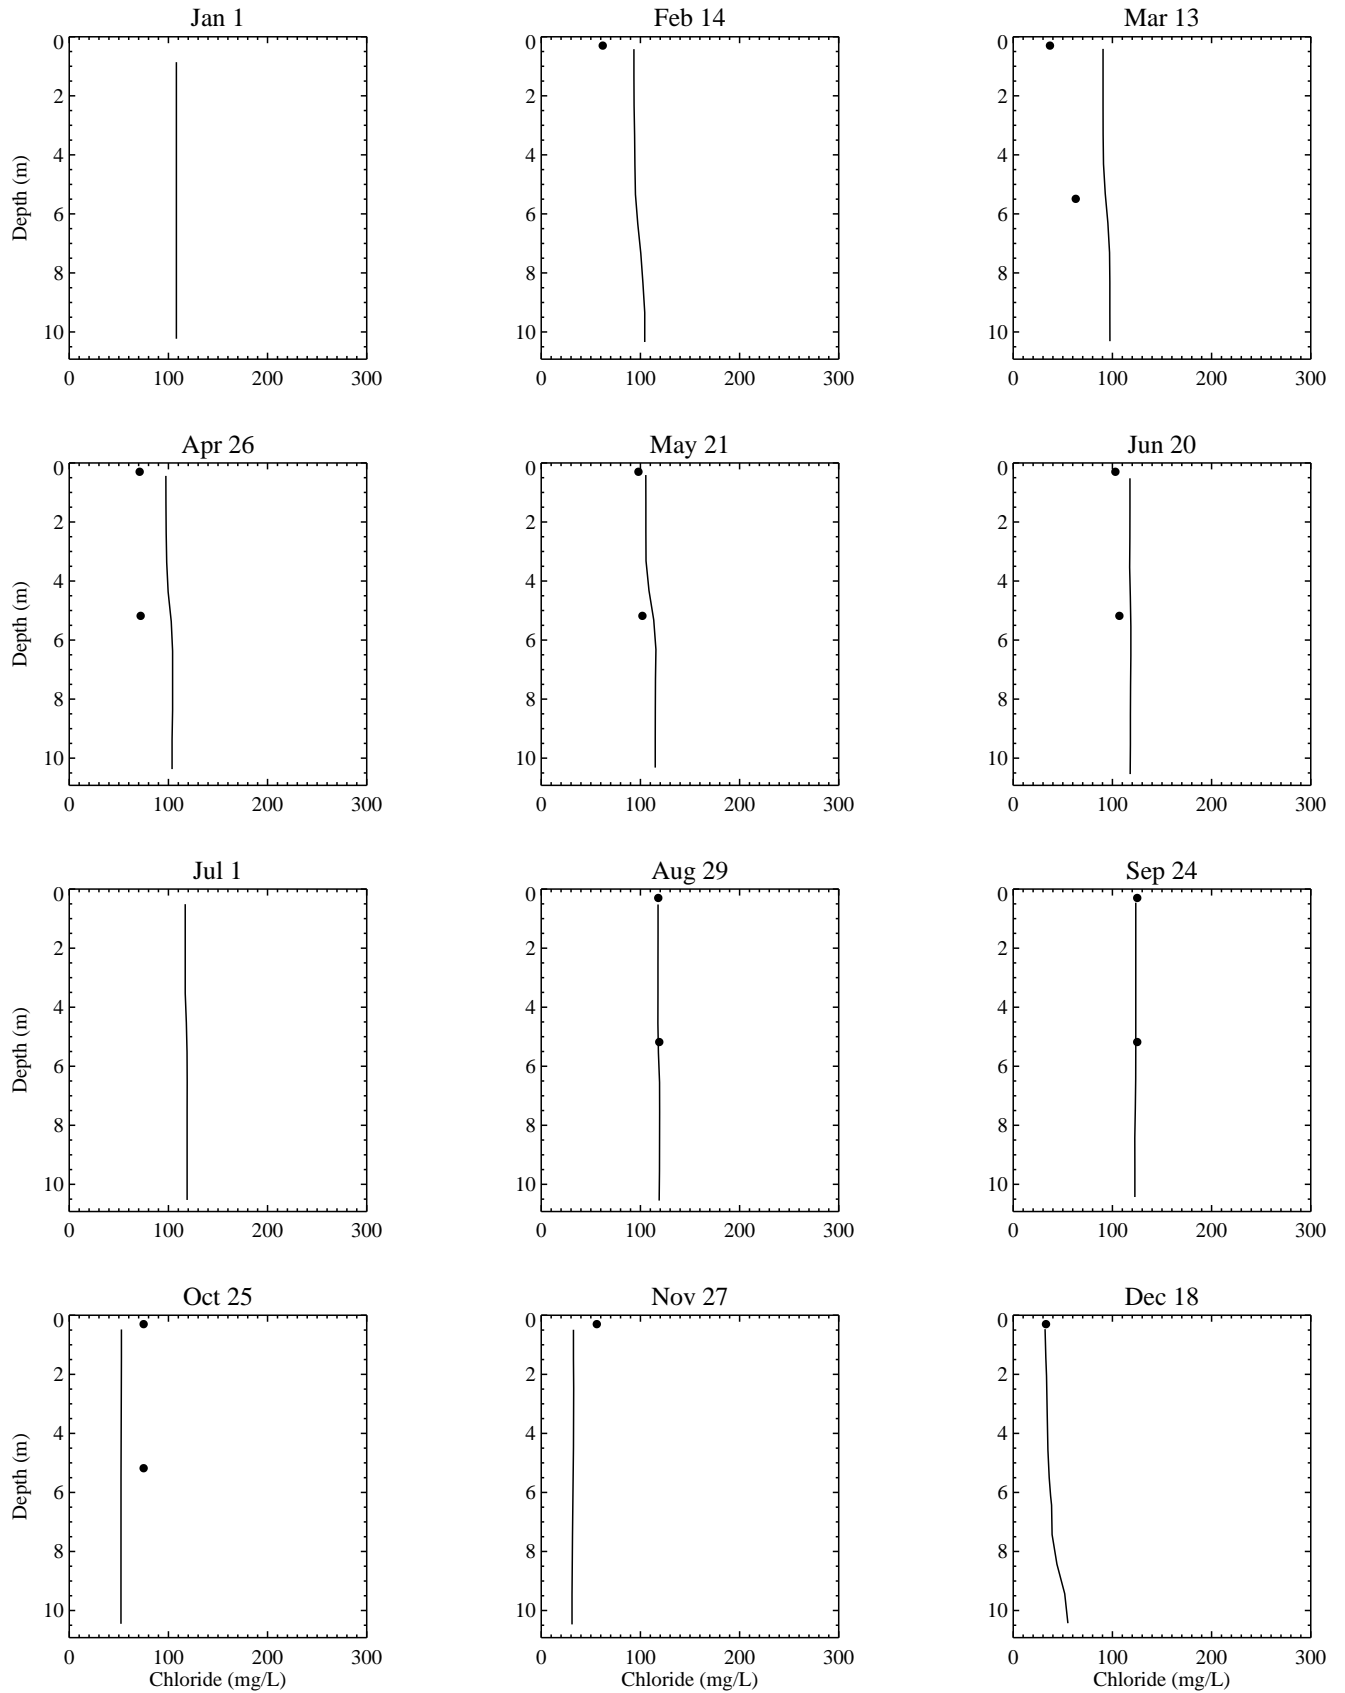 Jan 1
Feb 14
Mar 13
0
2
4
6
8
10
Depth (m)
0 100 200 300
0
2
4
6
8
10
0 100 200 300
0
2
4
6
8
10
0 100 200 300
Apr 26
May 21
Jun 20
0
2
4
6
8
10
Depth (m)
0 100 200 300
0
2
4
6
8
10
0 100 200 300
0
2
4
6
8
10
0 100 200 300
Jul 1
Aug 29
Sep 24
0
2
4
6
8
10
Depth (m)
0 100 200 300
0
2
4
6
8
10
0 100 200 300
0
2
4
6
8
10
0 100 200 300
Oct 25
Nov 27
Dec 18
0
2
4
6
8
10
Depth (m)
0 100 200 300
Chloride (mg/L)
0
2
4
6
8
10
0 100 200 300
Chloride (mg/L)
0
2
4
6
8
10
0 100 200 300
Chloride (mg/L)